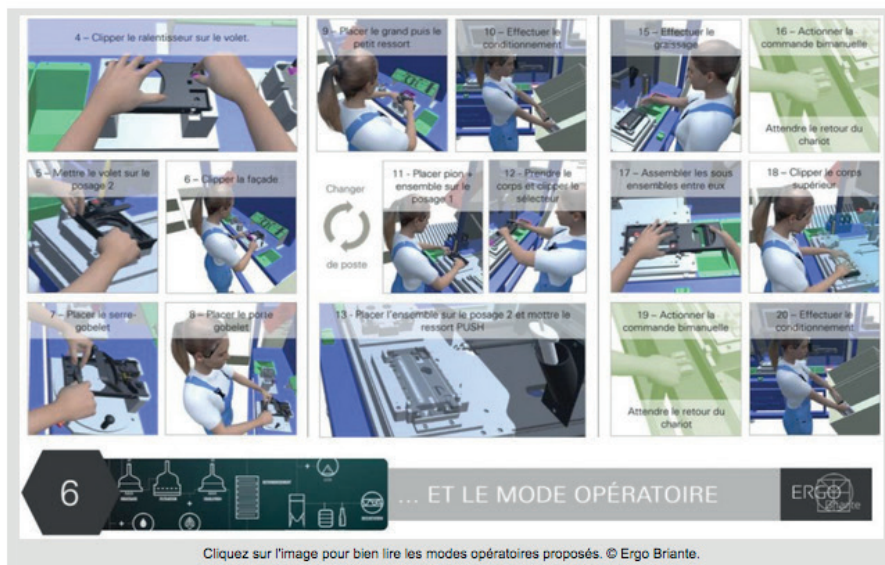 4 – Clipper le ralentisseur sur le volet.
5 – Mettre le volet sur le
posage 2
6 – Clipper la façade
7 – Placer le serre-
gobelet
8 – Placer le porte
gobelet
9 – Placer le grand puis le
petit ressort
10 – Effectuer le
conditionnement
Changer
de poste
11 - Placer pion +
ensemble sur le
posage 1
12 – Prendre le
corps et clipper le
sélecteur
13 - Placer l'ensemble sur le posage 2 et mettre le
ressort PUSH
15 – Effectuer le
graissage
16 – Actionner la
commande bimanuelle
Attendre le retour du
chariot
17 – Assembler les sous
ensembles entre eux
18 – Clipper le corps
supérieur
19 – Actionner la
commande bimanuelle
Attendre le retour du
chariot
20 – Effectuer le
conditionnement
6
... ET LE MODE OPÉRATOIRE
ERGO
Briante
Cliquez sur l'image pour bien lire les modes opératoires proposés. © Ergo Briante.